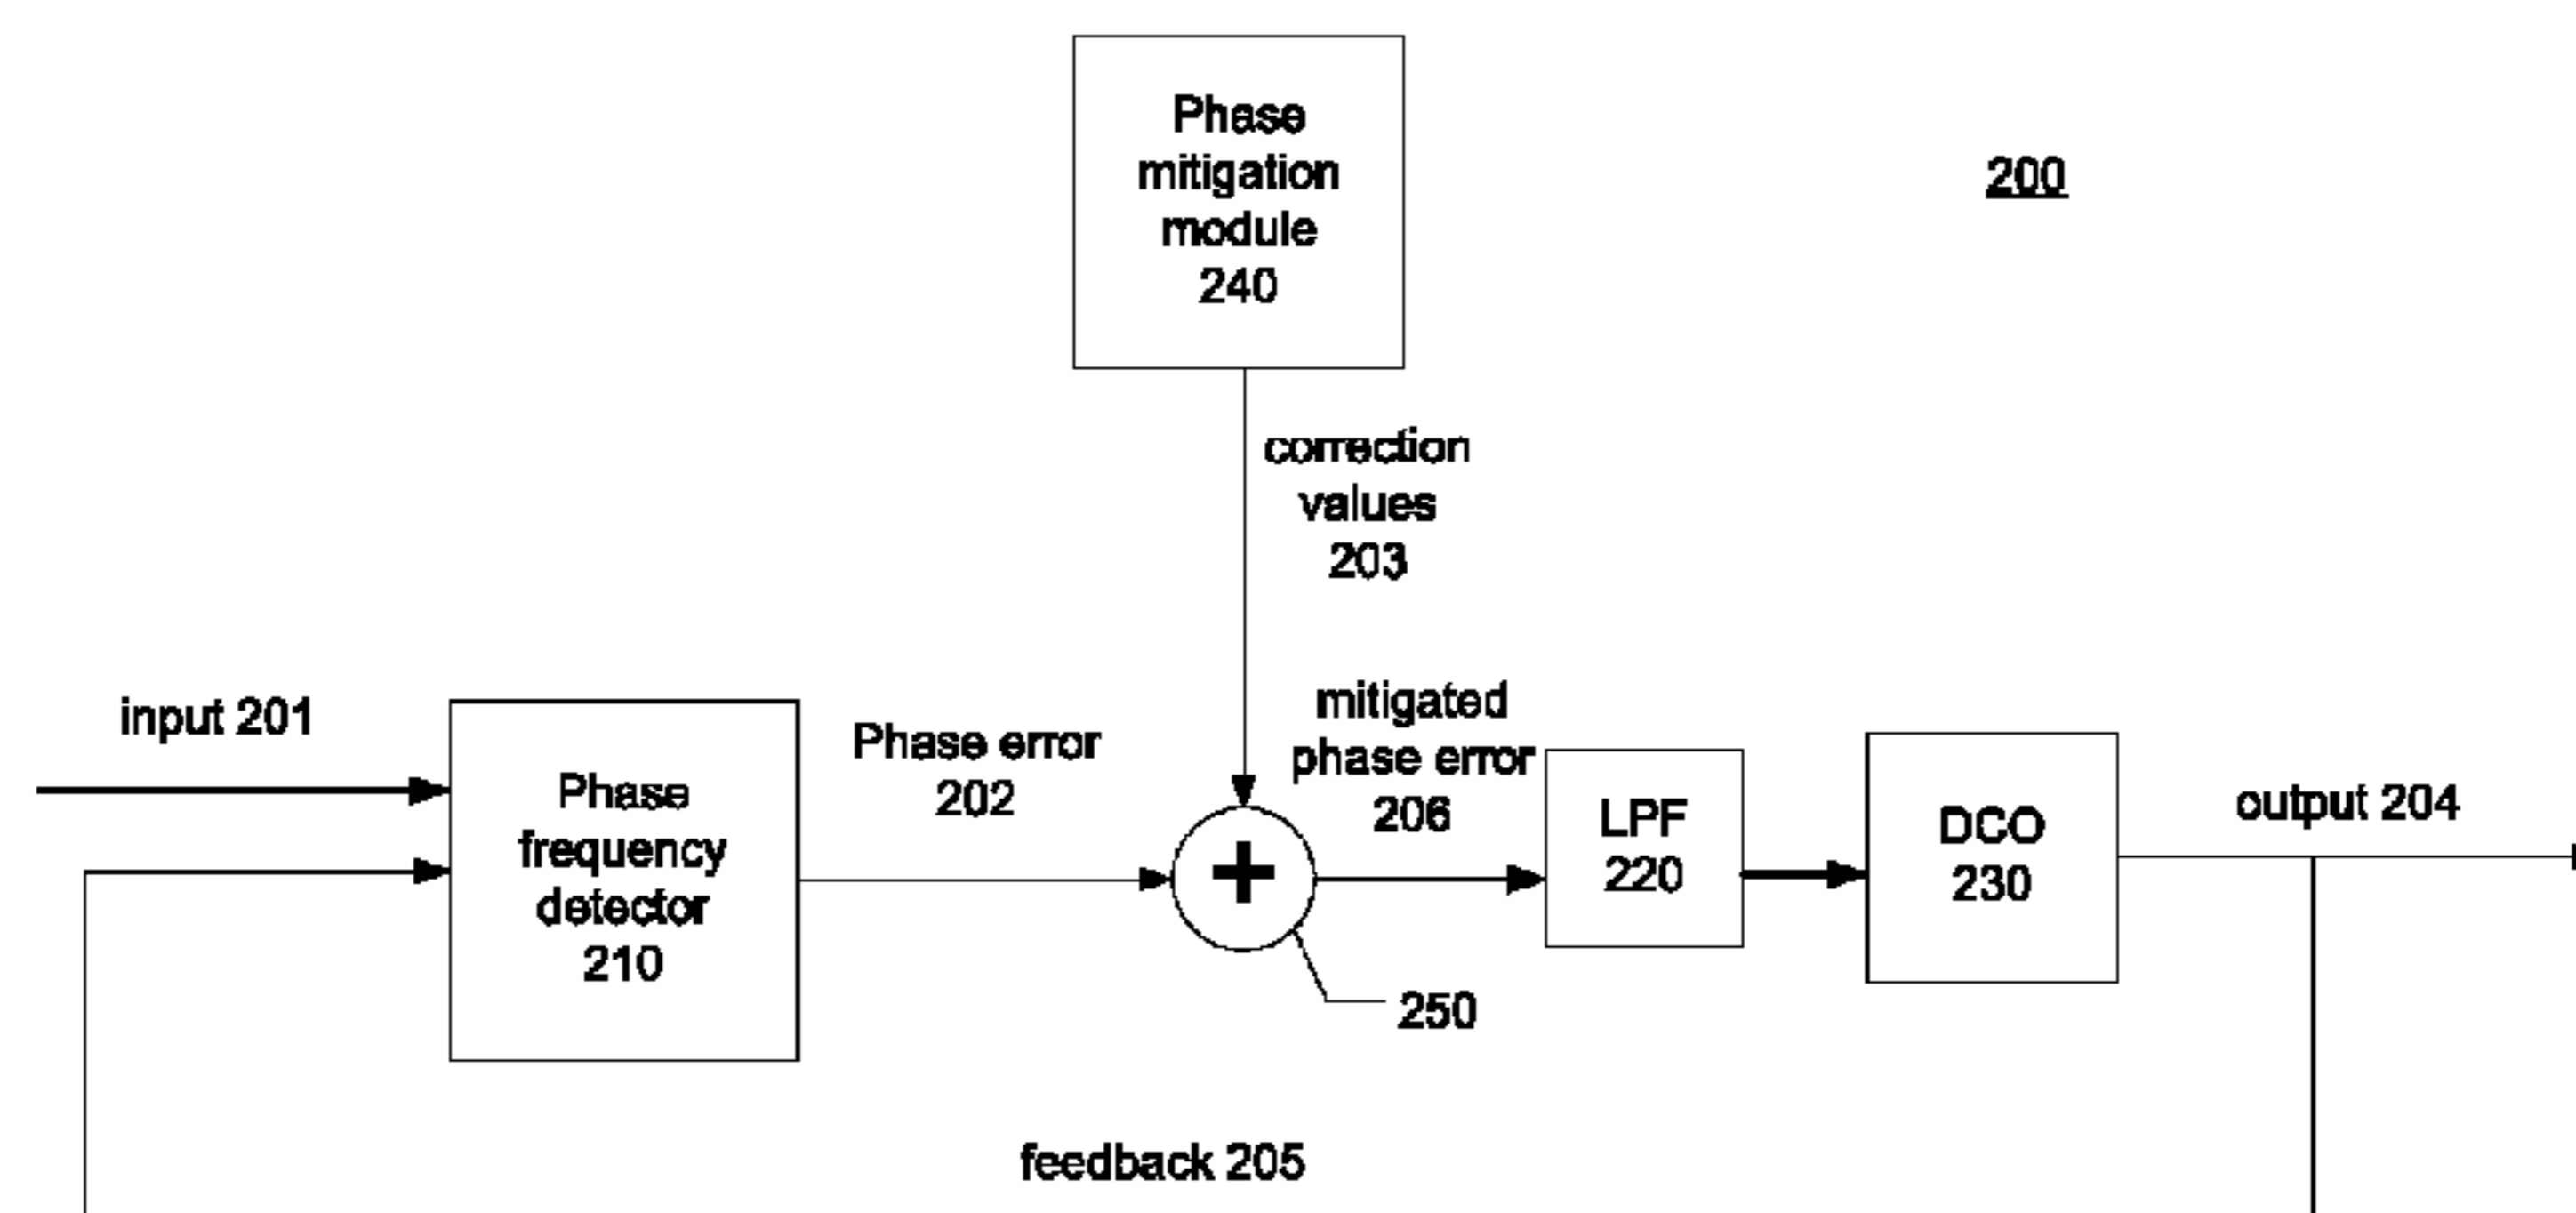 Phase
mitigation
module
240
200
correction
values
203
input 201
Phase
frequency
detector
210
Phase error
202
mitigated
phase error
206
LPF
220
DCO
230
output 204
250
feedback 205